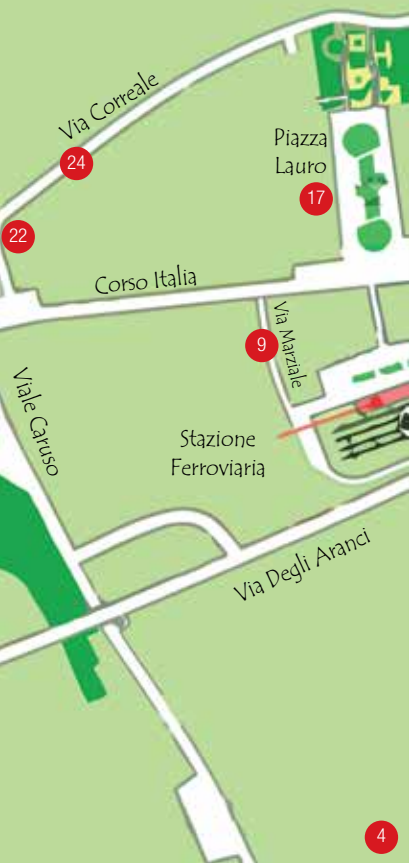 Via Correale
24
Piazza
Lauro
17
22
Corso Italia
9
Via Marziale
Viale Caruso
Stazione
Ferroviaria
Via Degli Aranci
4